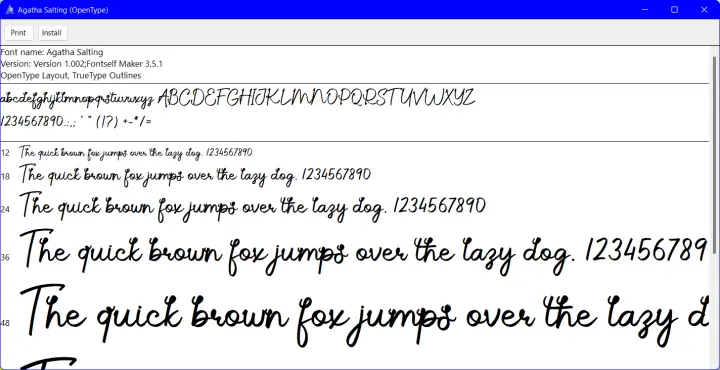 Agatha Salting (OpenType)
Print Install
Font name: Agatha Salting
Version: Version 1.002;Fontself Maker 3.5.1
OpenType Layout, TrueType Outlines
abcdefghijklmnopqrstuvwxyz ABCDEFGHIJKLMNOPQRSTUVWXYZ
1234567890.:,; ' " (!?) +-*/=
12 The quick brown fox jumps over the lazy dog. 1234567890
18 The quick brown fox jumps over the lazy dog. 1234567890
24 The quick brown fox jumps over the lazy dog. 1234567890
36 The quick brown fox jumps over the lazy dog. 123456789
48 The quick brown fox jumps over the lazy d